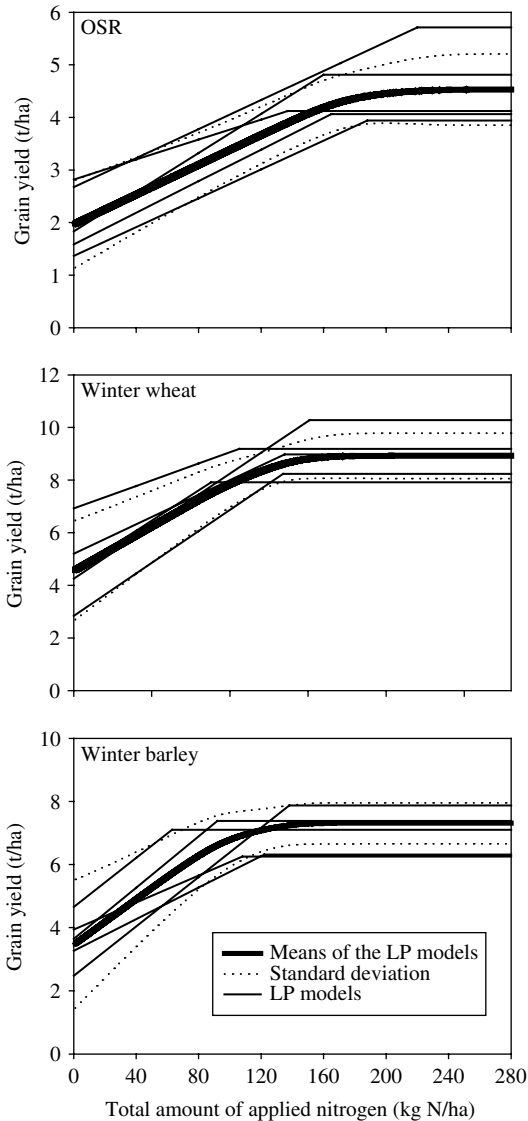 6
OSR
5
4
3
2
1
0
Grain yield (t/ha)
12
Winter wheat
10
8
6
4
2
0
Grain yield (t/ha)
10
Winter barley
8
6
4
2
0
Grain yield (t/ha)
Means of the LP models
Standard deviation
LP models
0 40 80 120 160 200 240 280
Total amount of applied nitrogen (kg N/ha)